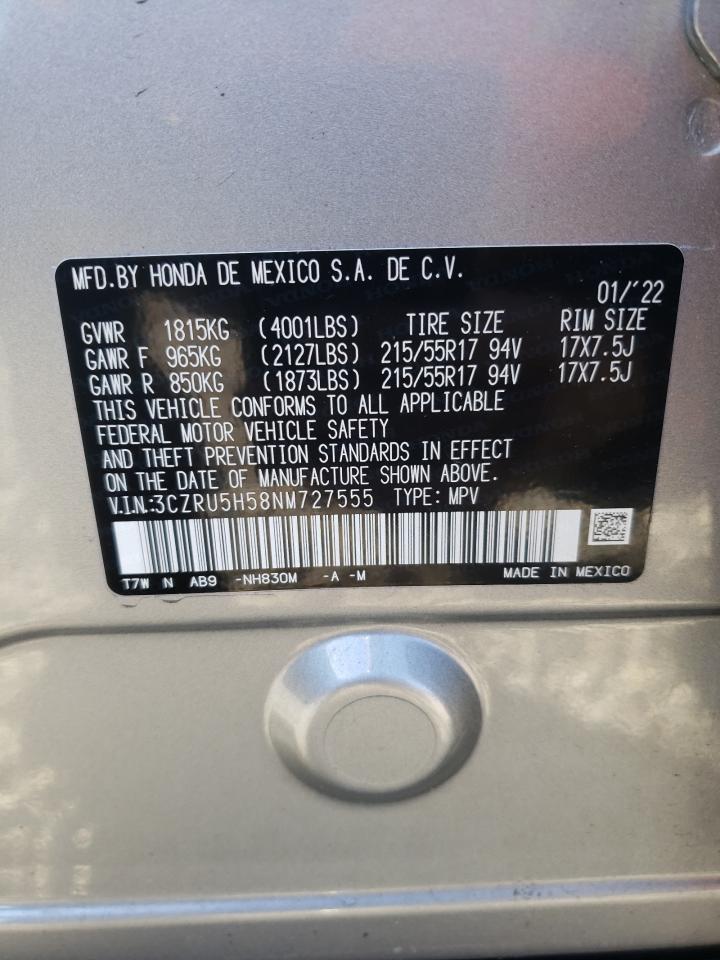 MFD.BY HONDA DE MEXICO S.A. DE C.V.
01/'22
GVWR 1815KG (4001LBS) TIRE SIZE RIM SIZE
GAWR F 965KG (2127LBS) 215/55R17 94V 17X7.5J
GAWR R 850KG (1873LBS) 215/55R17 94V 17X7.5J
THIS VEHICLE CONFORMS TO ALL APPLICABLE
FEDERAL MOTOR VEHICLE SAFETY
AND THEFT PREVENTION STANDARDS IN EFFECT
ON THE DATE OF MANUFACTURE SHOWN ABOVE.
V.I.N.:3CZRU5H58NM727555 TYPE: MPV
T7W N AB9 -NH830M -A -M MADE IN MEXICO